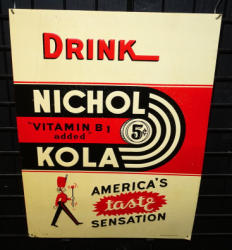 DRINK
NICHOL
"VITAMIN B1
added"
5¢
KOLA
AMERICA'S
taste
SENSATION